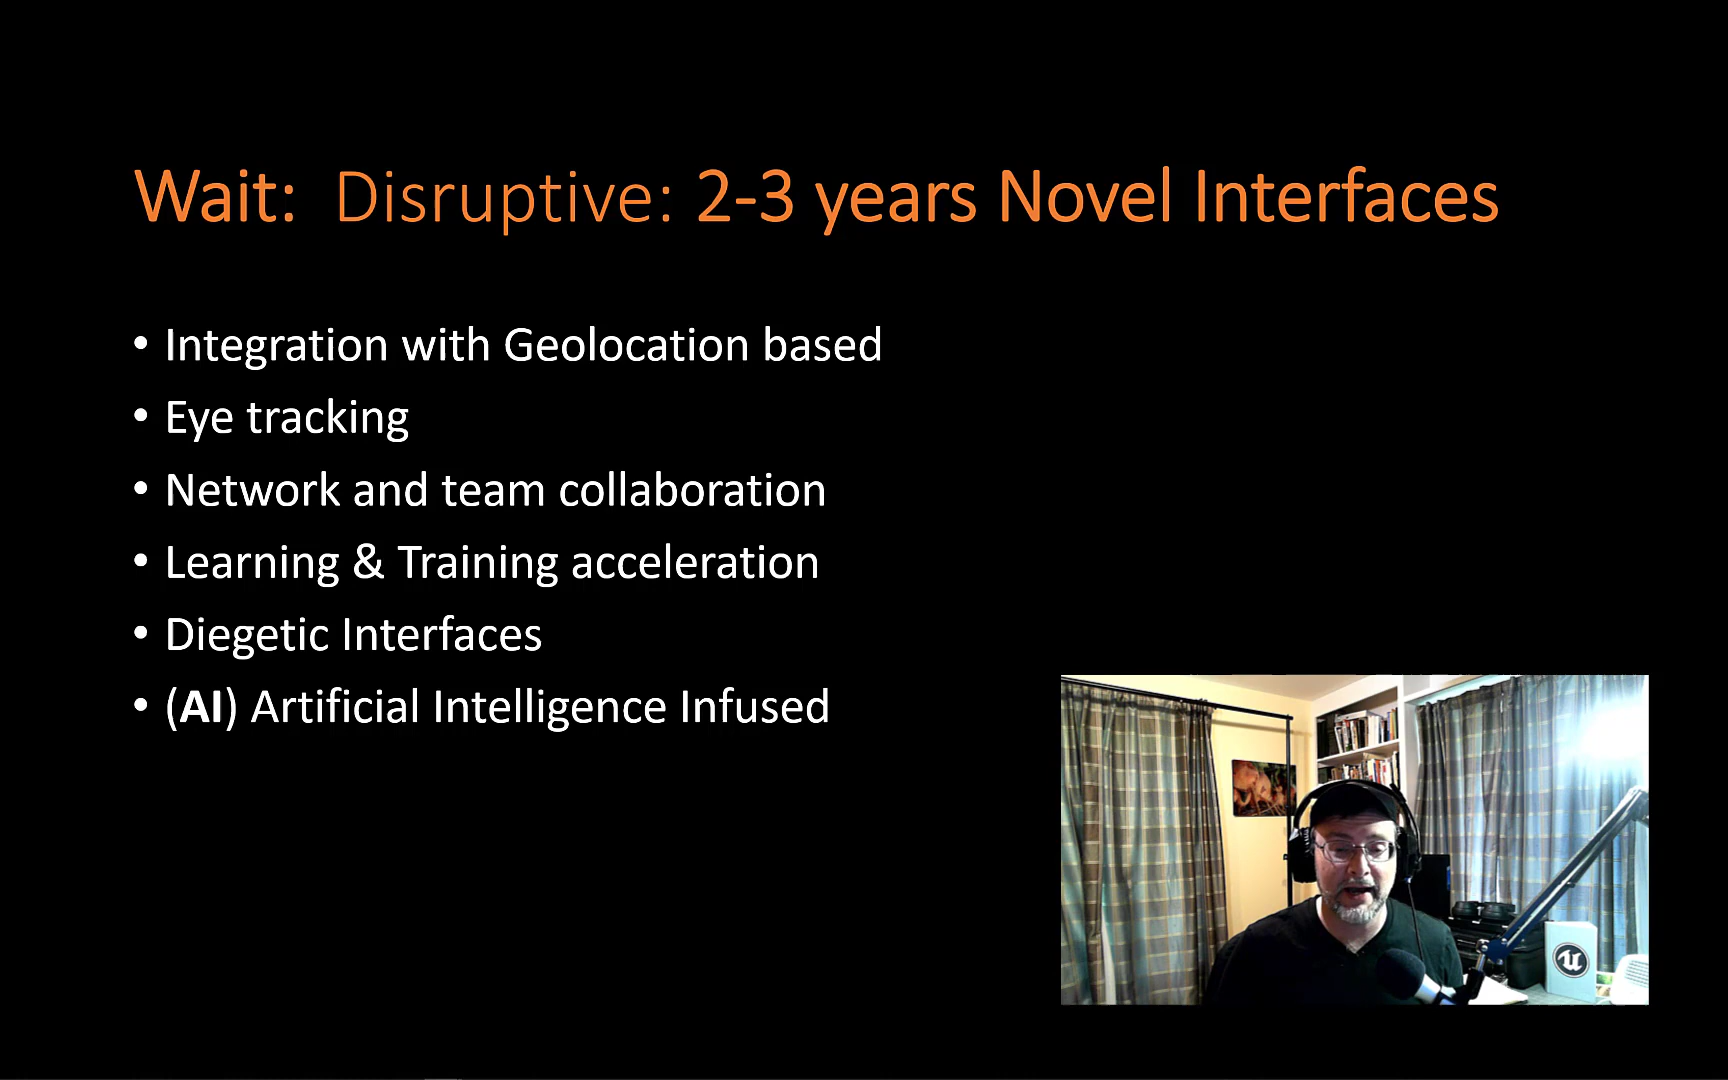 Wait: Disruptive: 2-3 years Novel Interfaces
• Integration with Geolocation based
• Eye tracking
• Network and team collaboration
• Learning & Training acceleration
• Diegetic Interfaces
• (AI) Artificial Intelligence Infused